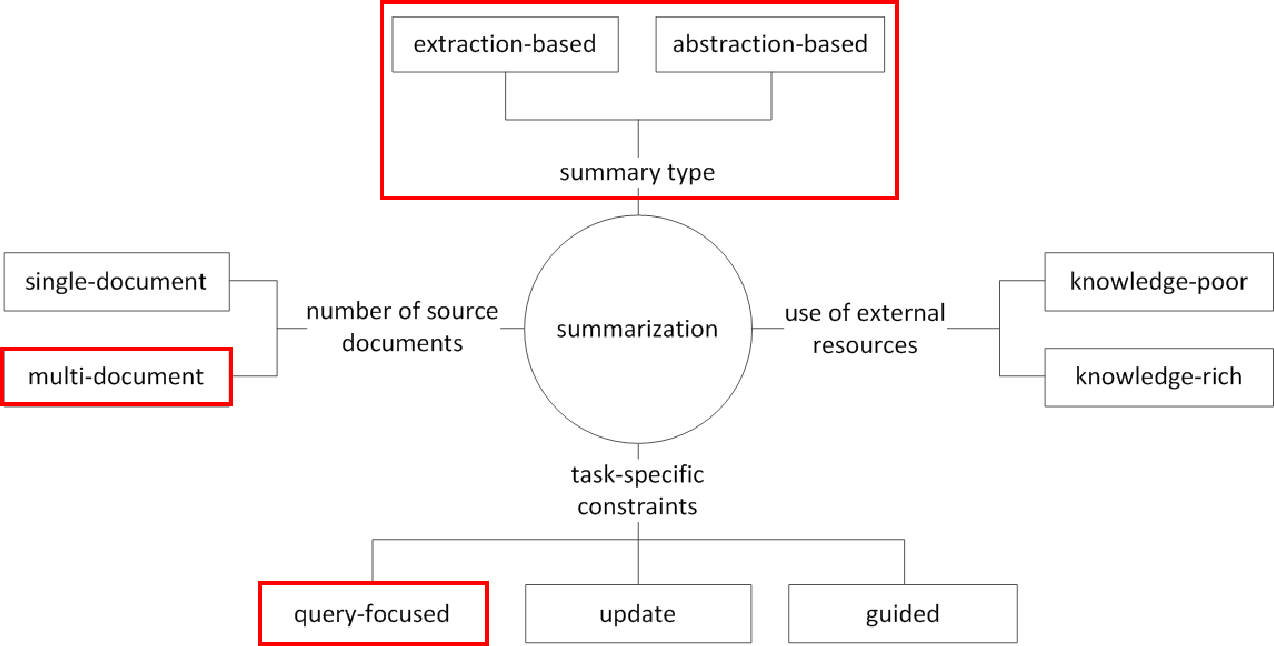 extraction-based
abstraction-based
summary type
single-document
multi-document
number of source
documents
summarization
use of external
resources
knowledge-poor
knowledge-rich
task-specific
constraints
query-focused
update
guided